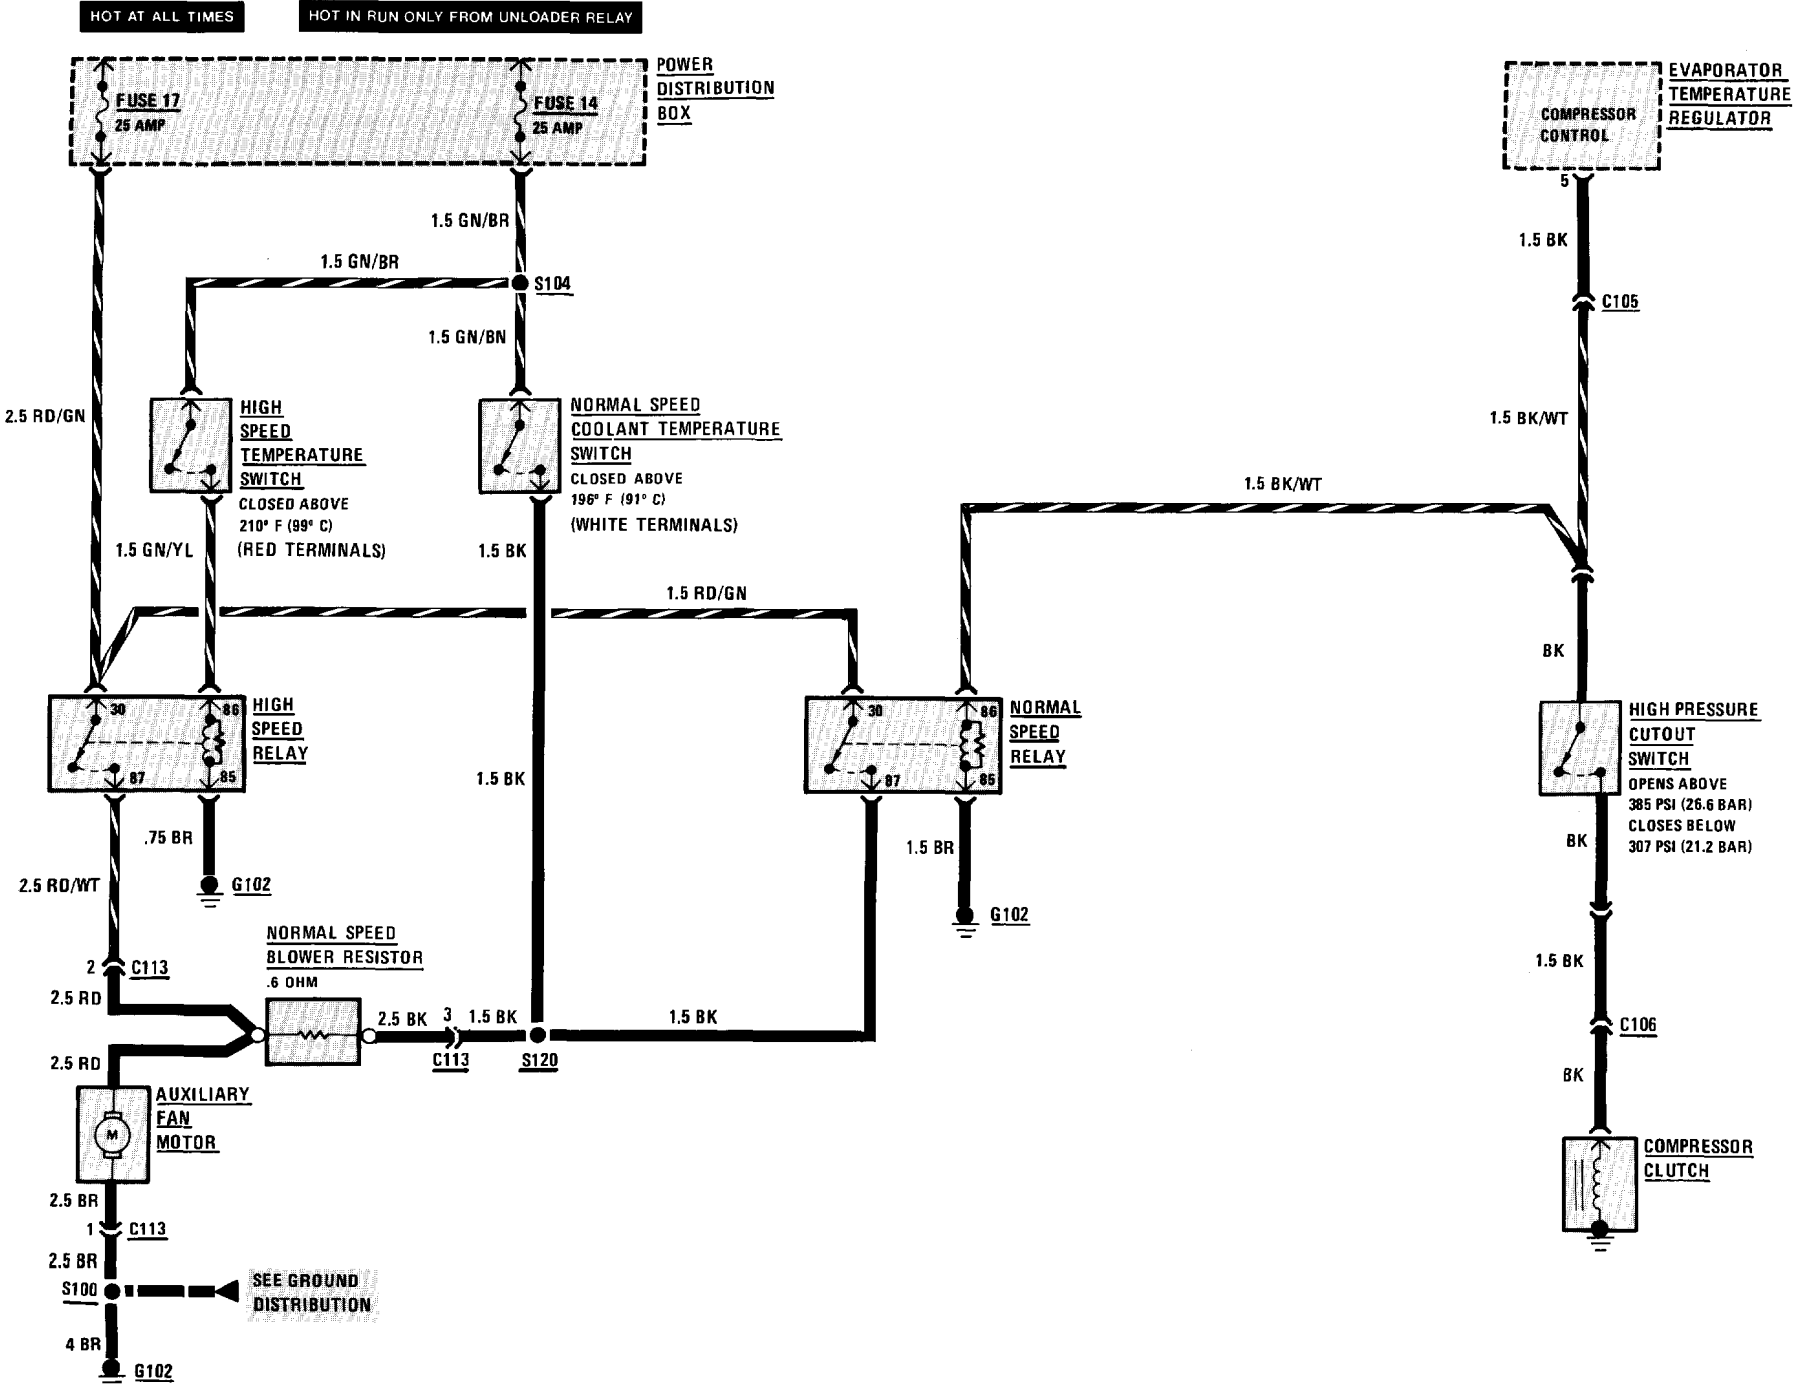 HOT AT ALL TIMES
HOT IN RUN ONLY FROM UNLOADER RELAY
POWER
DISTRIBUTION
BOX
FUSE 17
25 AMP
FUSE 14
25 AMP
EVAPORATOR
TEMPERATURE
REGULATOR
COMPRESSOR
CONTROL
5
1.5 GN/BR
1.5 BK
1.5 GN/BR
S104
C105
1.5 GN/BN
2.5 RD/GN
HIGH
SPEED
TEMPERATURE
SWITCH
CLOSED ABOVE
210° F (99° C)
(RED TERMINALS)
NORMAL SPEED
COOLANT TEMPERATURE
SWITCH
CLOSED ABOVE
196° F (91° C)
(WHITE TERMINALS)
1.5 BK/WT
1.5 BK/WT
1.5 GN/YL
1.5 BK
1.5 RD/GN
BK
30
86
87
85
HIGH
SPEED
RELAY
1.5 BK
30
86
87
85
NORMAL
SPEED
RELAY
HIGH PRESSURE
CUTOUT
SWITCH
OPENS ABOVE
385 PSI (26.6 BAR)
CLOSES BELOW
307 PSI (21.2 BAR)
.75 BR
1.5 BR
BK
2.5 RD/WT
G102
G102
NORMAL SPEED
BLOWER RESISTOR
.6 OHM
2
C113
1.5 BK
2.5 RD
2.5 BK
3
C113
1.5 BK
S120
1.5 BK
C106
2.5 RD
BK
AUXILIARY
FAN
MOTOR
M
COMPRESSOR
CLUTCH
2.5 BR
1
C113
2.5 BR
S100
SEE GROUND
DISTRIBUTION
4 BR
G102